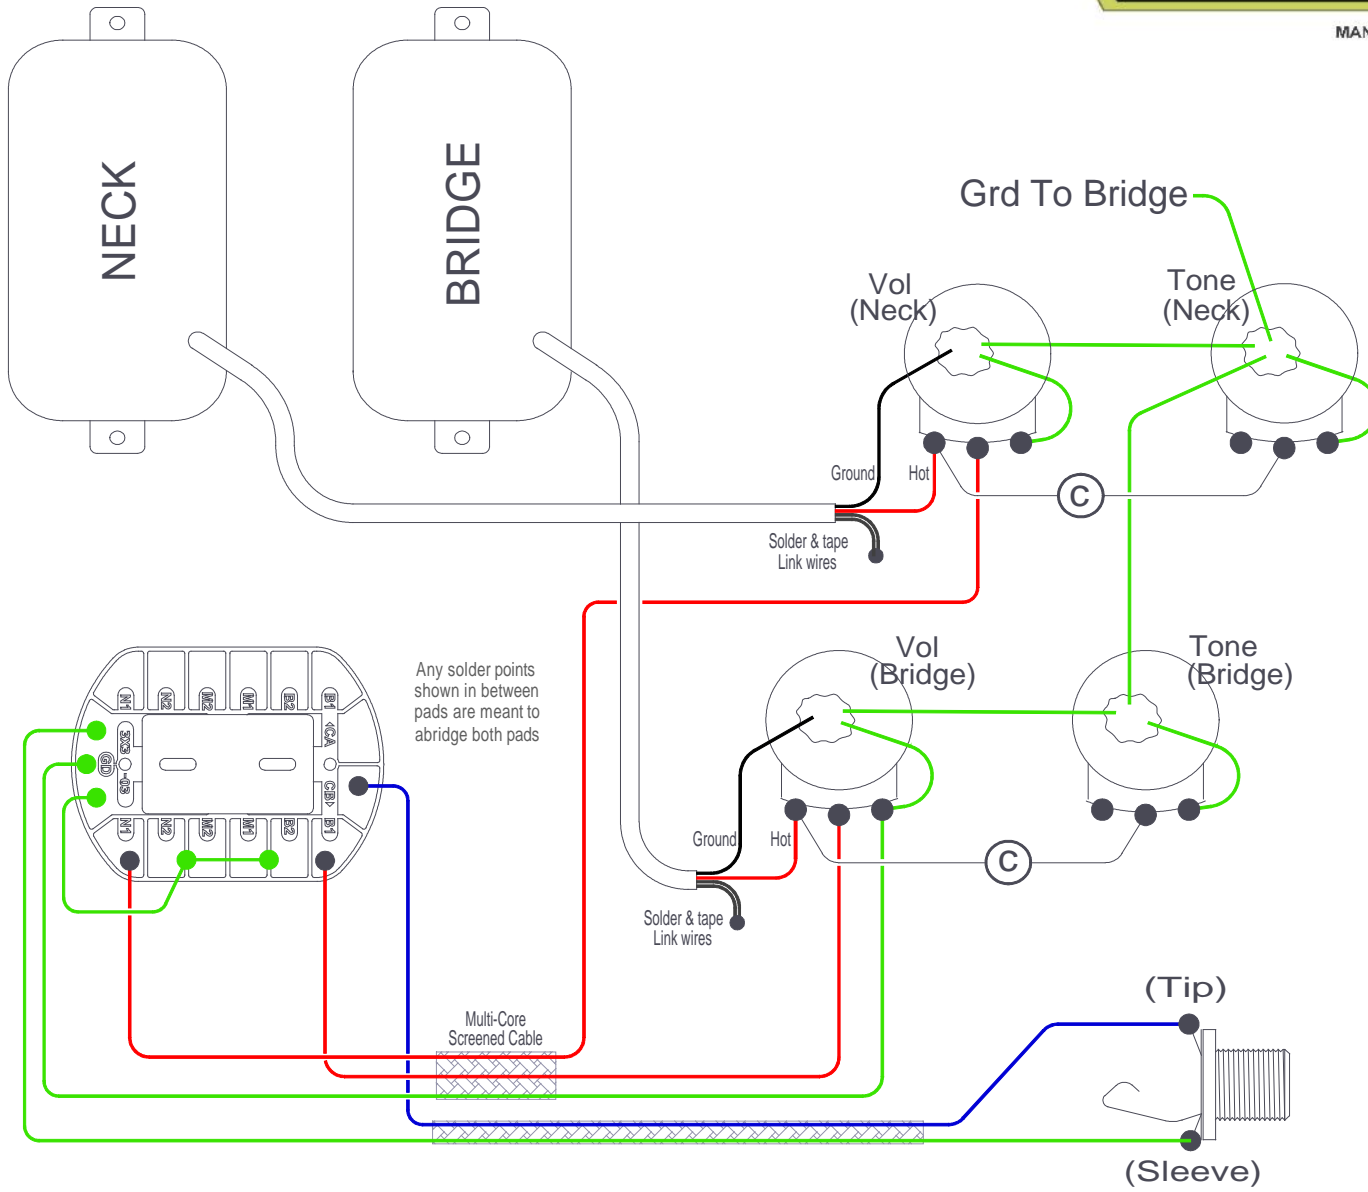 MAN
NECK
BRIDGE
Grd To Bridge
Vol
(Neck)
Tone
(Neck)
Ground
Hot
C
Solder & tape
Link wires
Vol
(Bridge)
Tone
(Bridge)
Any solder points
shown in between
pads are meant to
abridge both pads
N1
N2
M2
M1
B2
B1
CA
3X3
GD
CB
N1
N2
M2
M1
B2
B1
Ground
Hot
C
Solder & tape
Link wires
Multi-Core
Screened Cable
(Tip)
(Sleeve)